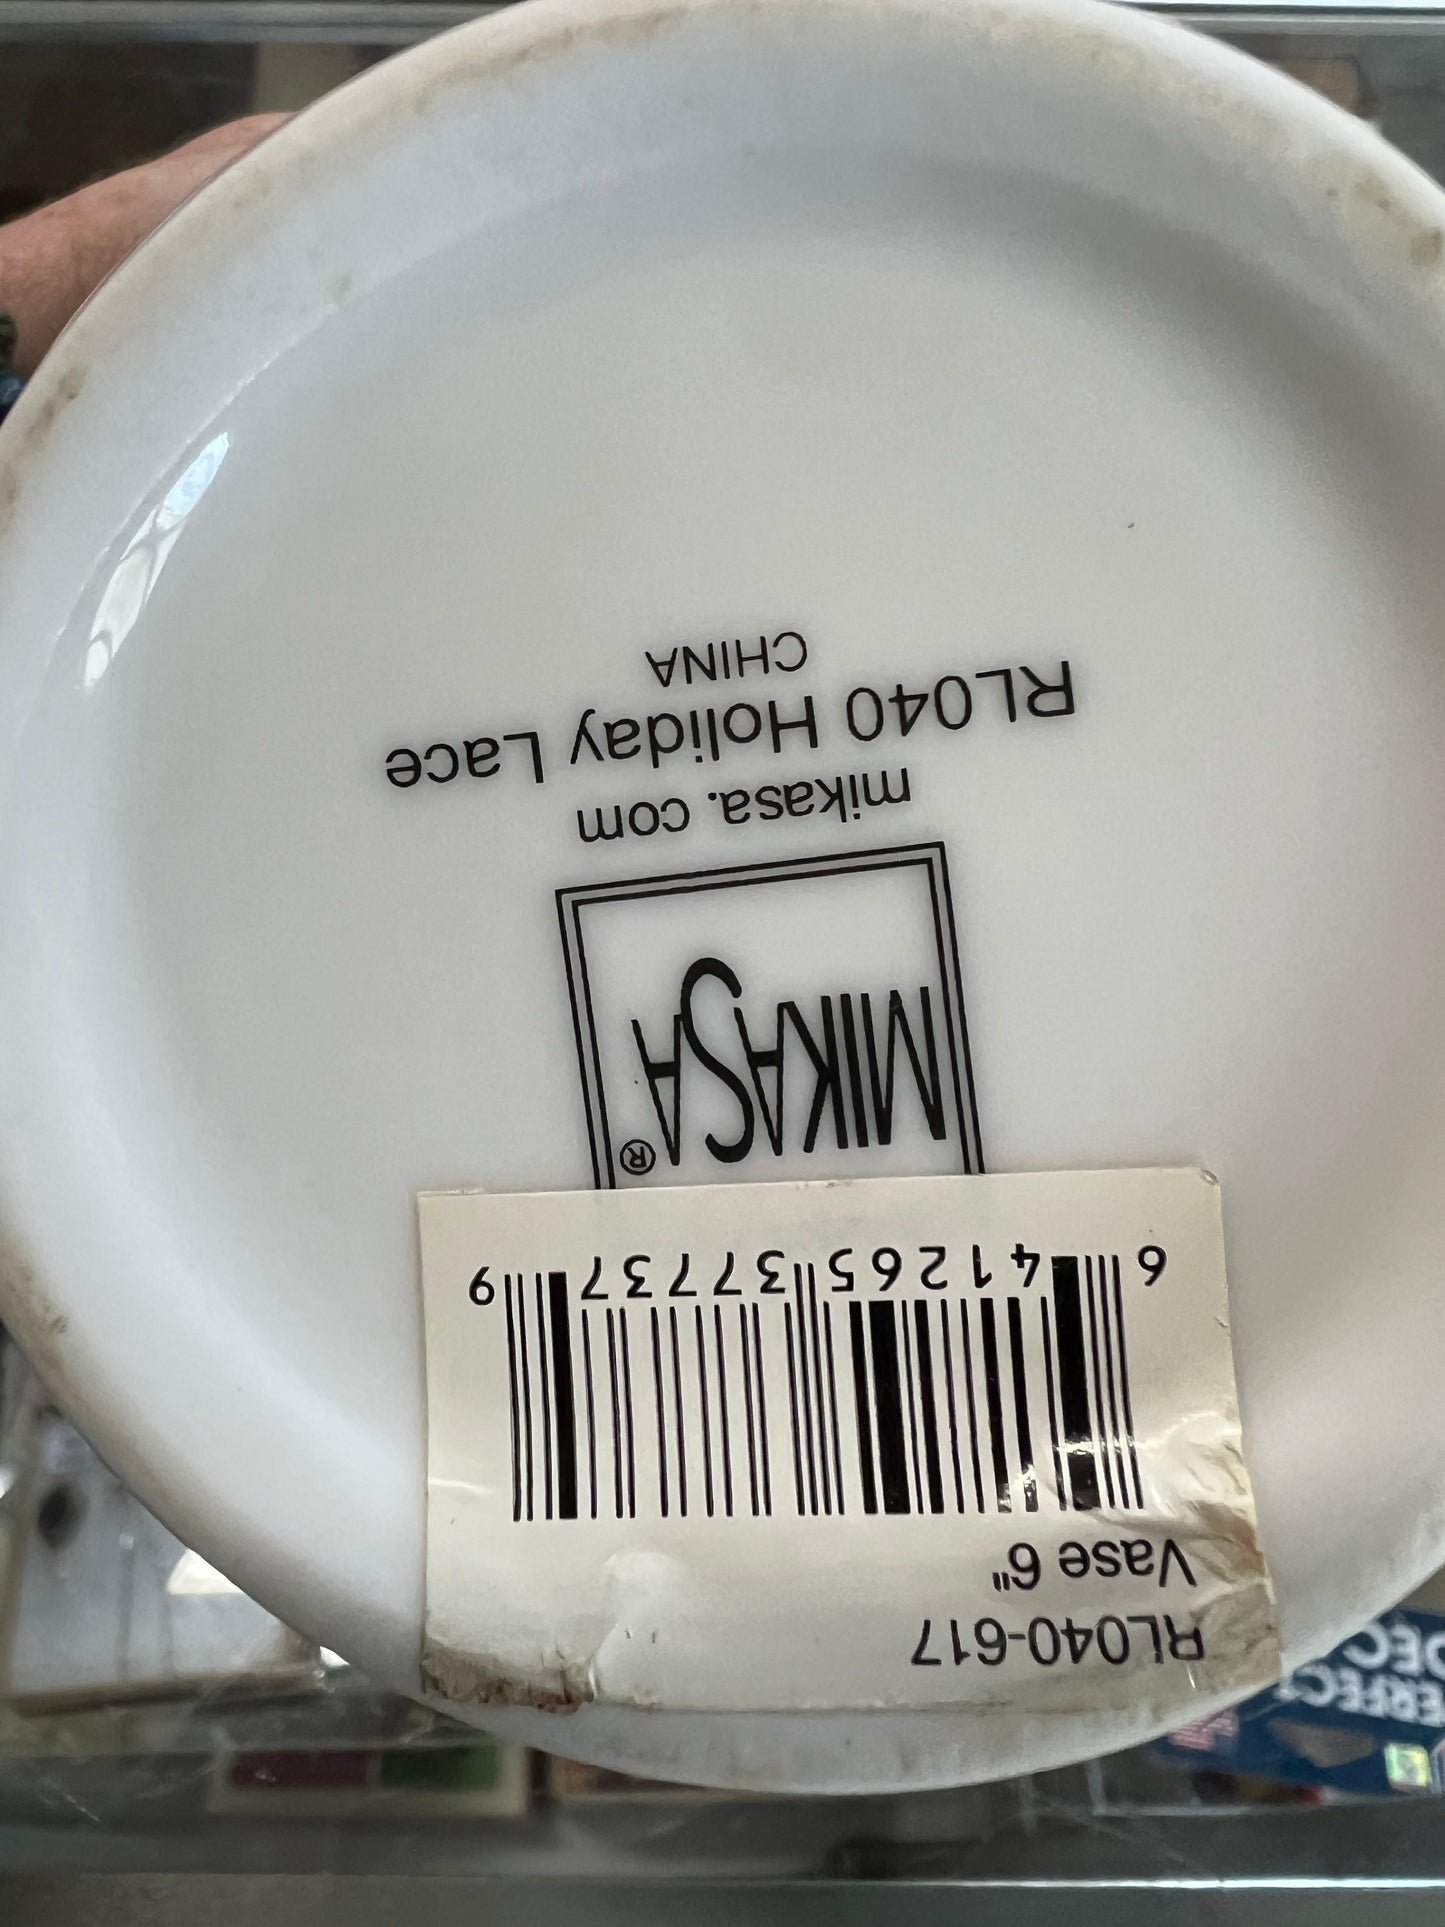 RL040-617
Vase 6"
6 41265 37737 9
MIKASA®
mikasa. com
RL040 Holiday Lace
CHINA